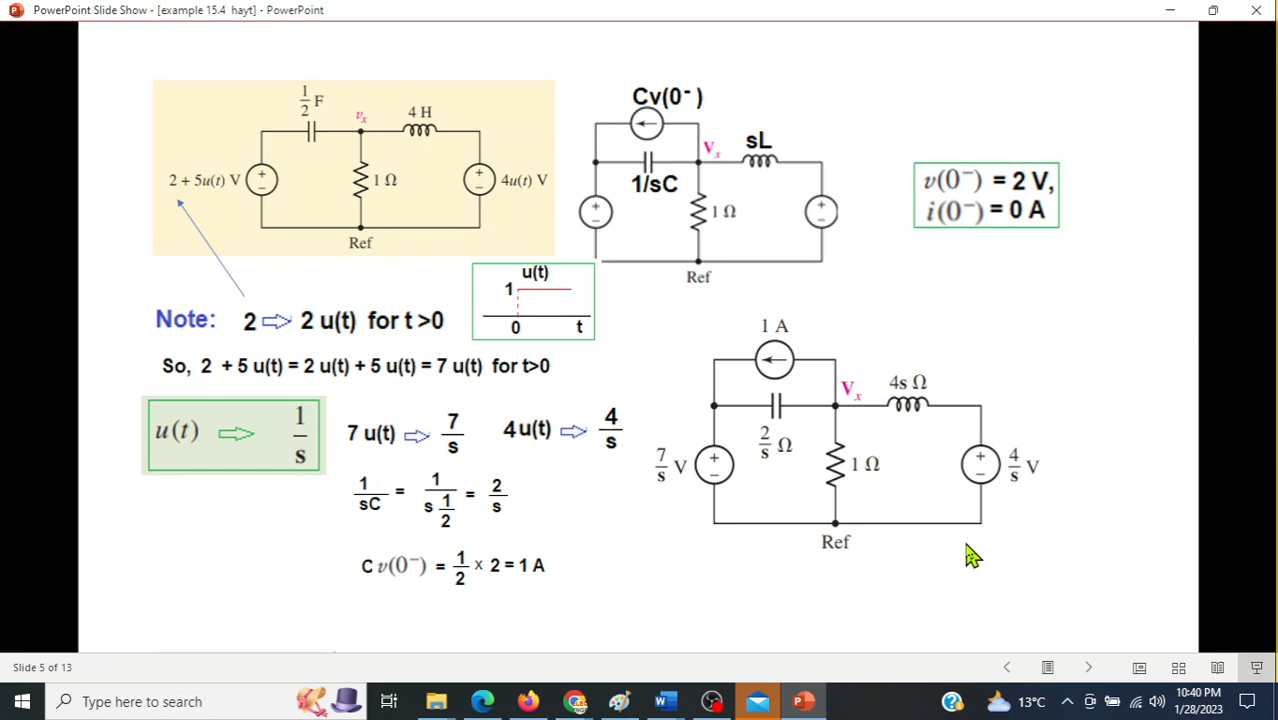 PowerPoint Slide Show - [example 15.4 hayt] - PowerPoint
1/2 F
v_x
4 H
2 + 5u(t) V
+
−
1 Ω
+
−
4u(t) V
Ref
Cv(0⁻)
V_x
sL
1/sC
+
−
1 Ω
+
−
Ref
v(0⁻) = 2 V,
i(0⁻) = 0 A
u(t)
1
0
t
Note: 2 ⇨ 2 u(t) for t >0
So, 2 + 5 u(t) = 2 u(t) + 5 u(t) = 7 u(t) for t>0
u(t) ⇨ 1/s
7 u(t) ⇨ 7/s
4 u(t) ⇨ 4/s
1/sC = 1/(s 1/2) = 2/s
C v(0⁻) = 1/2 x 2 = 1 A
1 A
V_x
4s Ω
2/s Ω
7/s V
+
−
1 Ω
+
−
4/s V
Ref
Slide 5 of 13
Type here to search
13°C
10:40 PM
1/28/2023